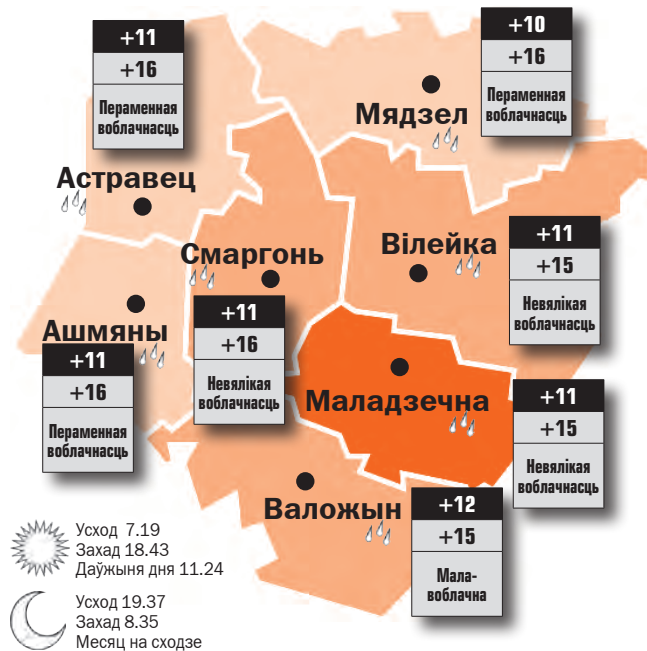 +11
+16
Пераменная
воблачнасць
+10
+16
Пераменная
воблачнасць
Мядзел
Астравец
Смаргонь
Вілейка
+11
+15
Невялікая
воблачнасць
Ашмяны
+11
+16
Пераменная
воблачнасць
+11
+16
Невялікая
воблачнасць
Маладзечна
+11
+15
Невялікая
воблачнасць
Валожын
+12
+15
Мала-
воблачна
Усход 7.19
Захад 18.43
Даўжыня дня 11.24
Усход 19.37
Захад 8.35
Месяц на сходзе